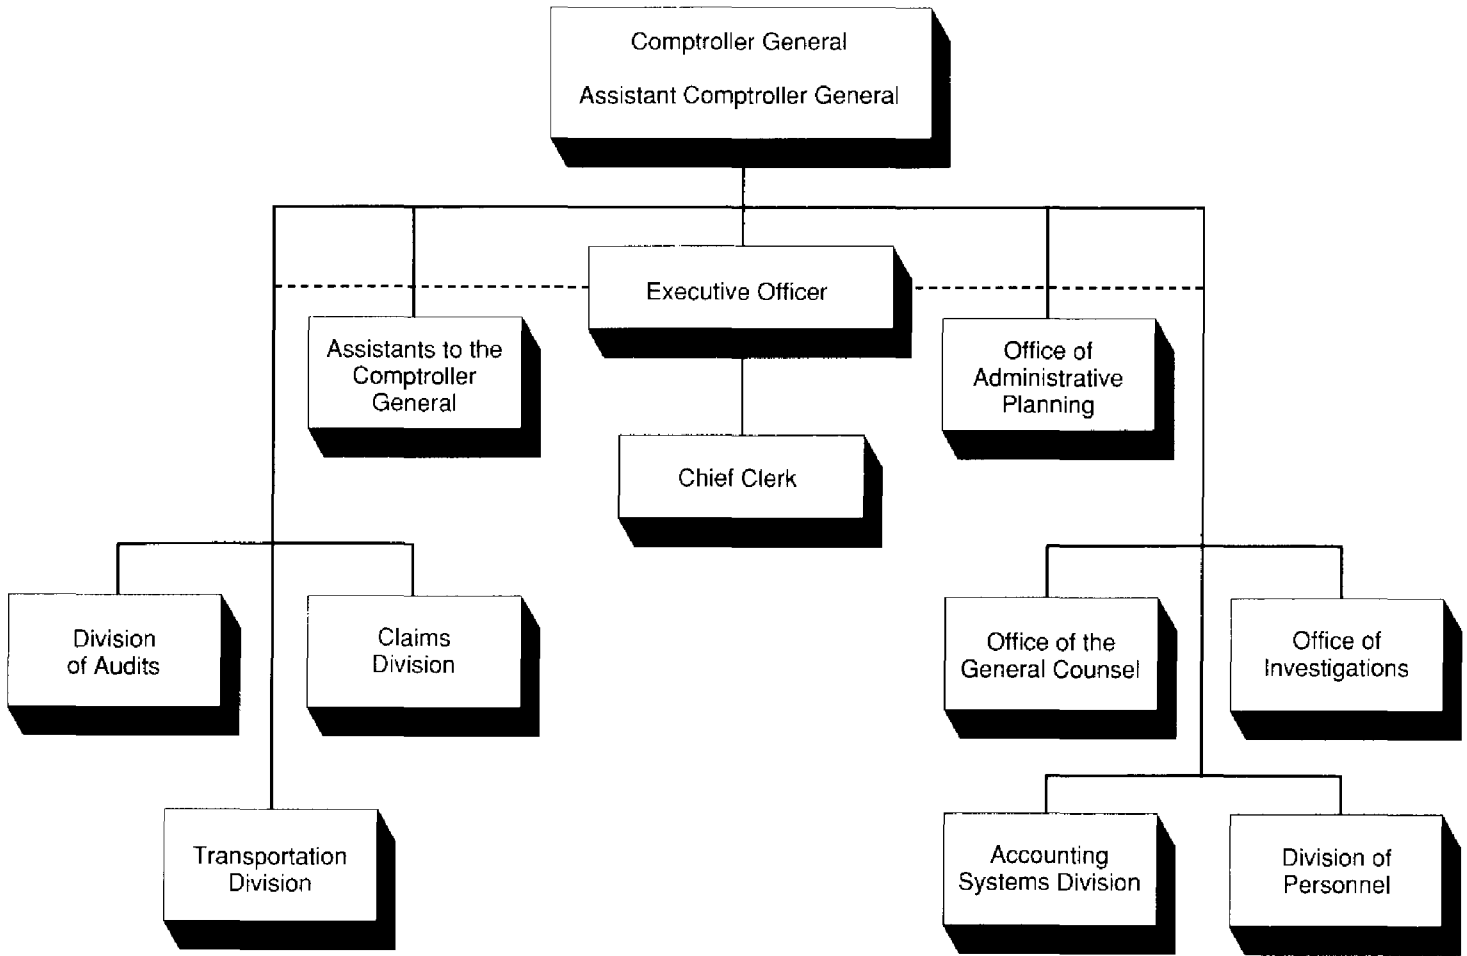 Comptroller General
Assistant Comptroller General
Executive Officer
Assistants to the
Comptroller
General
Office of
Administrative
Planning
Chief Clerk
Division
of Audits
Claims
Division
Office of the
General Counsel
Office of
Investigations
Transportation
Division
Accounting
Systems Division
Division of
Personnel